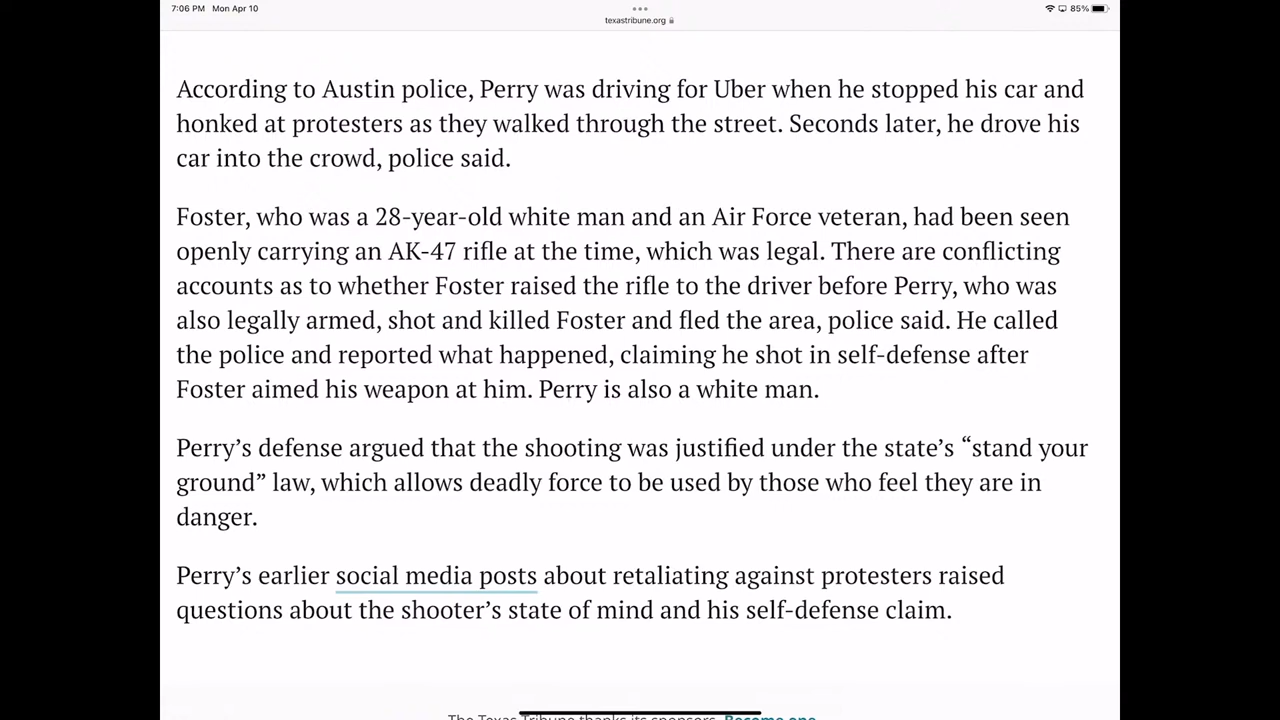 7:06 PM Mon Apr 10
85%
texastribune.org
According to Austin police, Perry was driving for Uber when he stopped his car and
honked at protesters as they walked through the street. Seconds later, he drove his
car into the crowd, police said.
Foster, who was a 28-year-old white man and an Air Force veteran, had been seen
openly carrying an AK-47 rifle at the time, which was legal. There are conflicting
accounts as to whether Foster raised the rifle to the driver before Perry, who was
also legally armed, shot and killed Foster and fled the area, police said. He called
the police and reported what happened, claiming he shot in self-defense after
Foster aimed his weapon at him. Perry is also a white man.
Perry’s defense argued that the shooting was justified under the state’s “stand your
ground” law, which allows deadly force to be used by those who feel they are in
danger.
Perry’s earlier social media posts about retaliating against protesters raised
questions about the shooter’s state of mind and his self-defense claim.
The Texas Tribune thanks its sponsors. Become one.